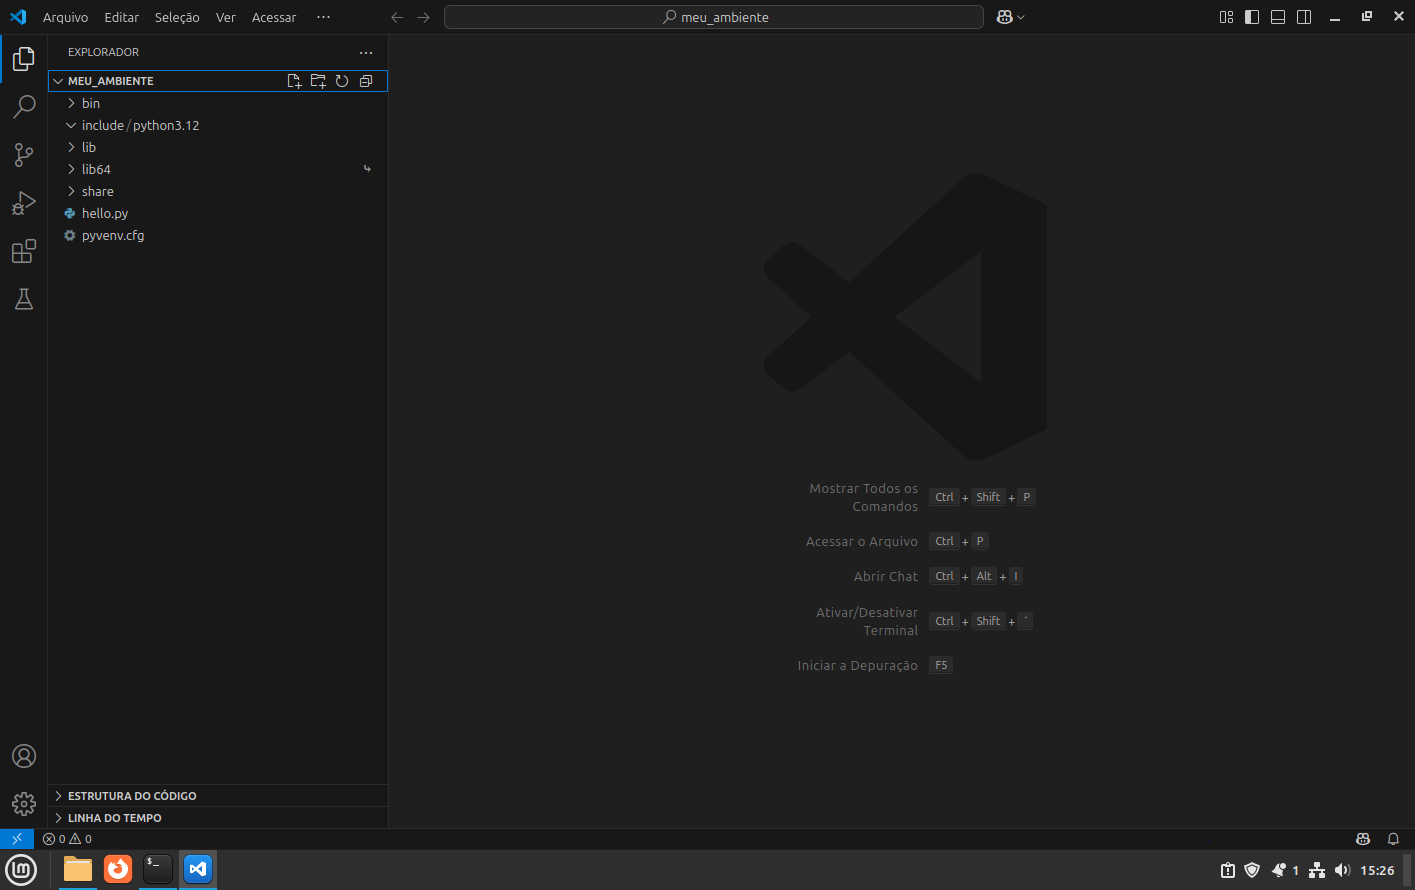 Arquivo Editar Seleção Ver Acessar ··· meu_ambiente
EXPLORADOR ···
MEU_AMBIENTE
bin
include / python3.12
lib
lib64
share
hello.py
pyvenv.cfg
Mostrar Todos os
Comandos
Ctrl + Shift + P
Acessar o Arquivo Ctrl + P
Abrir Chat Ctrl + Alt + I
Ativar/Desativar
Terminal
Ctrl + Shift + ´
Iniciar a Depuração F5
ESTRUTURA DO CÓDIGO
LINHA DO TEMPO
0 0
$_
1 15:26